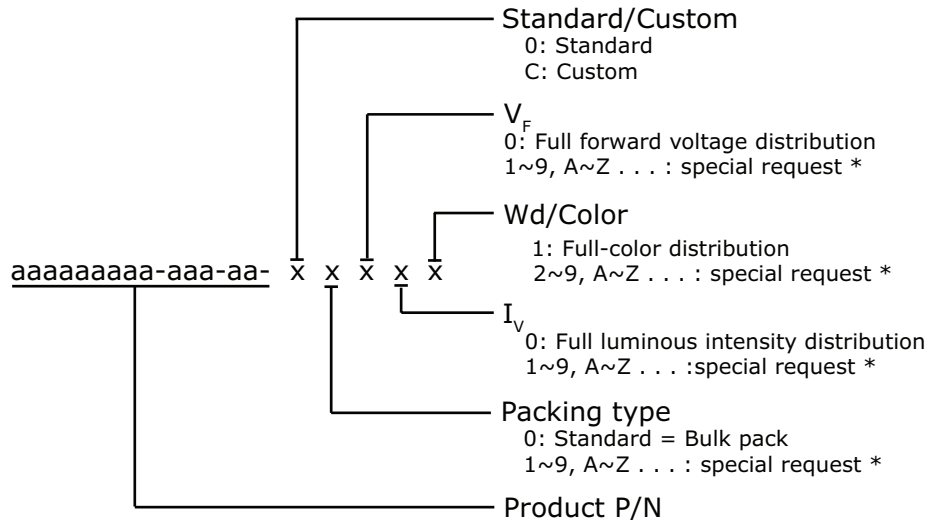 Standard/Custom
0: Standard
C: Custom
VF
0: Full forward voltage distribution
1~9, A~Z . . . : special request *
Wd/Color
1: Full-color distribution
2~9, A~Z . . . : special request *
aaaaaaaaa-aaa-aa- x x x x x
IV
0: Full luminous intensity distribution
1~9, A~Z . . . :special request *
Packing type
0: Standard = Bulk pack
1~9, A~Z . . . : special request *
Product P/N